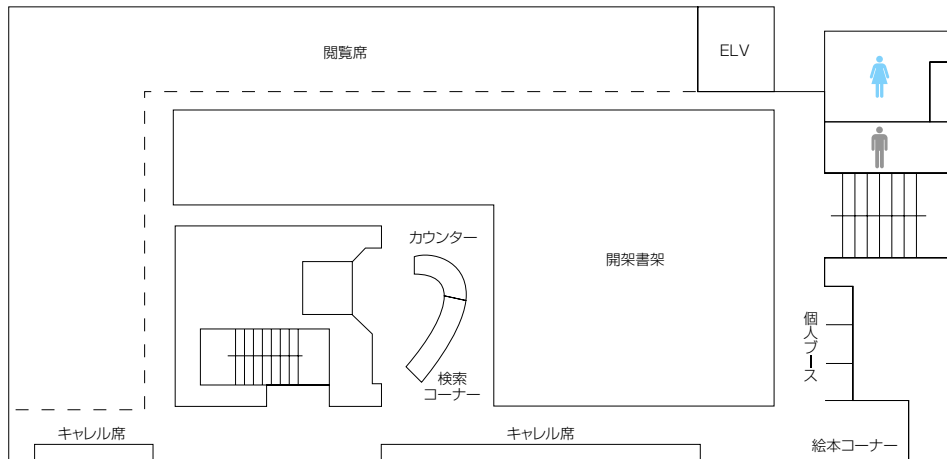 閲覧席
ELV
カウンター
開架書架
個人ブース
検索
コーナー
キャレル席
キャレル席
絵本コーナー